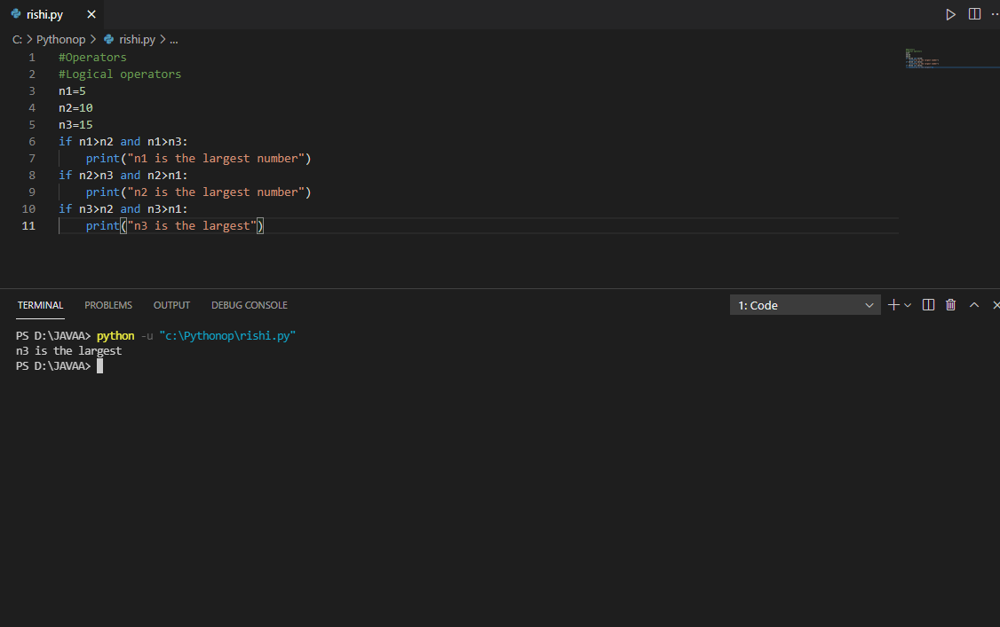 rishi.py
C: > Pythonop > rishi.py > ...
1 #Operators
2 #Logical operators
3 n1=5
4 n2=10
5 n3=15
6 if n1>n2 and n1>n3:
7     print("n1 is the largest number")
8 if n2>n3 and n2>n1:
9     print("n2 is the largest number")
10 if n3>n2 and n3>n1:
11     print("n3 is the largest")
TERMINAL PROBLEMS OUTPUT DEBUG CONSOLE 1: Code
PS D:\JAVAA> python -u "c:\Pythonop\rishi.py"
n3 is the largest
PS D:\JAVAA>